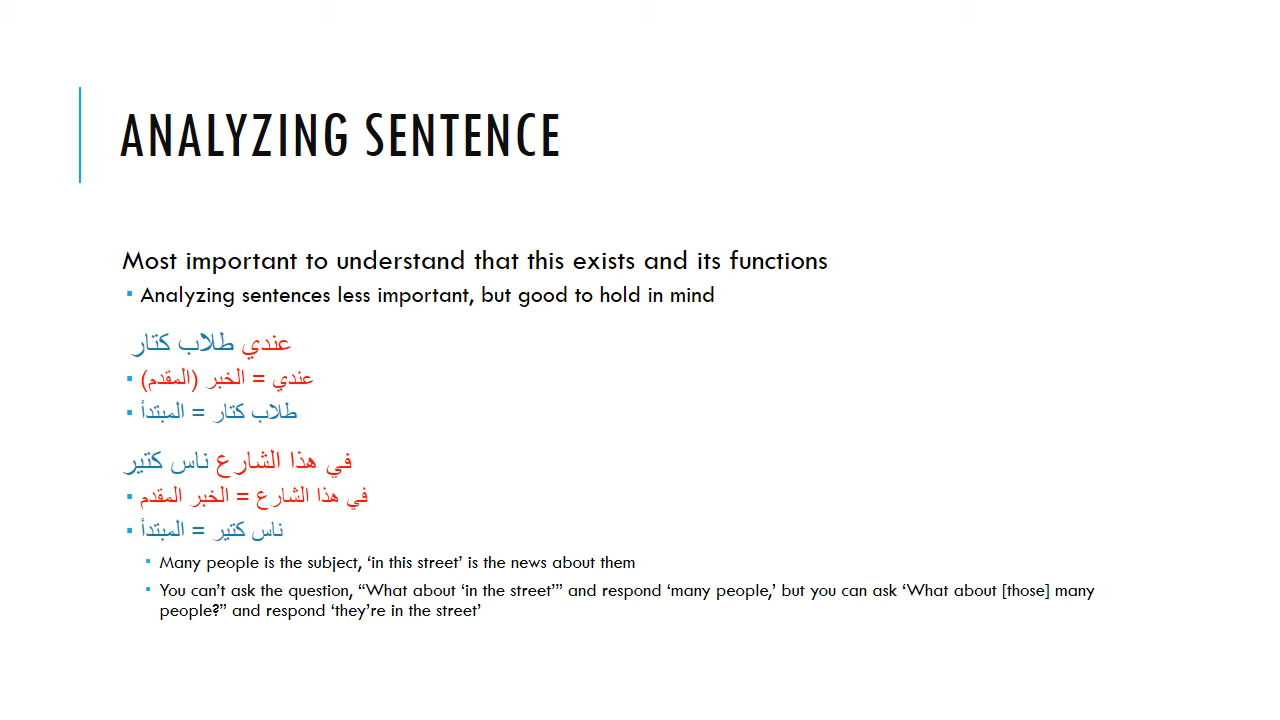 ANALYZING SENTENCE
Most important to understand that this exists and its functions
▪ Analyzing sentences less important, but good to hold in mind
عندي طلاب كتار
▪ عندي = الخبر (المقدم)
▪ طلاب كتار = المبتدأ
في هذا الشارع ناس كتير
▪ في هذا الشارع = الخبر المقدم
▪ ناس كتير = المبتدأ
▪ Many people is the subject, ‘in this street’ is the news about them
▪ You can’t ask the question, “What about ‘in the street’” and respond ‘many people,’ but you can ask ‘What about [those] many
people?” and respond ‘they’re in the street’